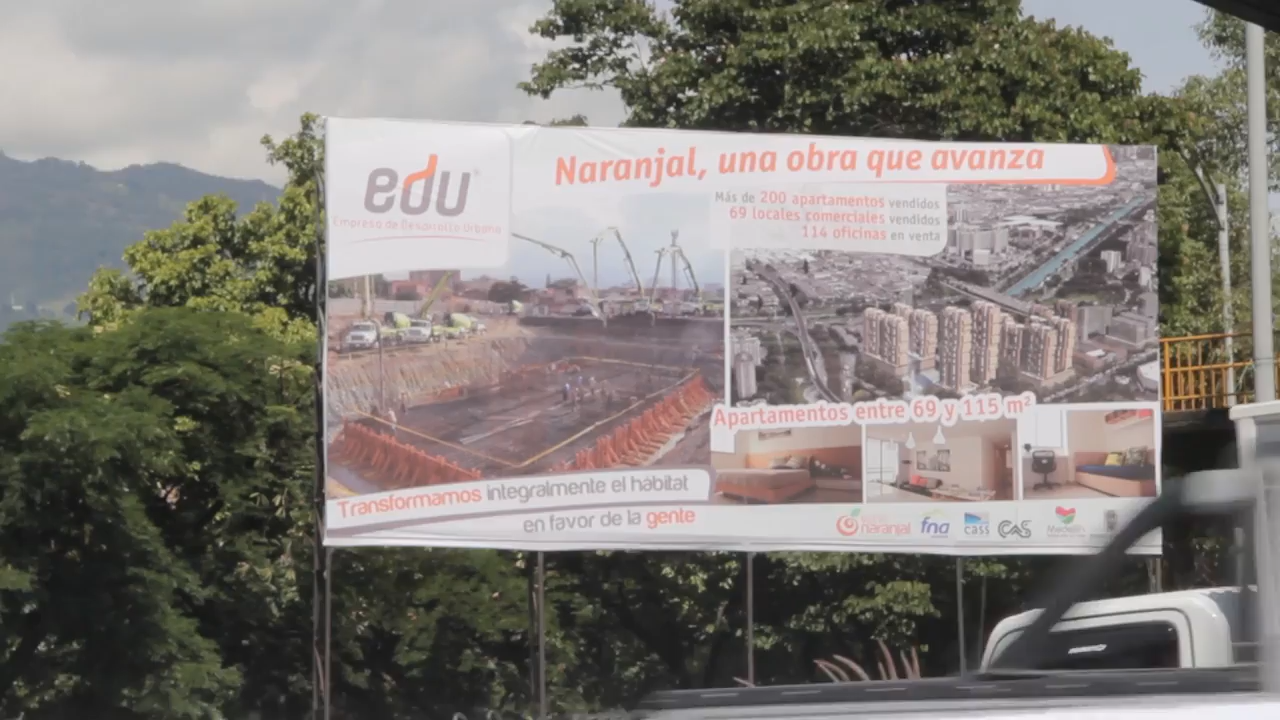 edu
Empresa de Desarrollo Urbano
Naranjal, una obra que avanza
Más de 200 apartamentos vendidos
69 locales comerciales vendidos
114 oficinas en venta
Apartamentos entre 69 y 115 m²
Transformamos integralmente el hábitat
en favor de la gente
naranjal
fna
cass
CAS
Medellín